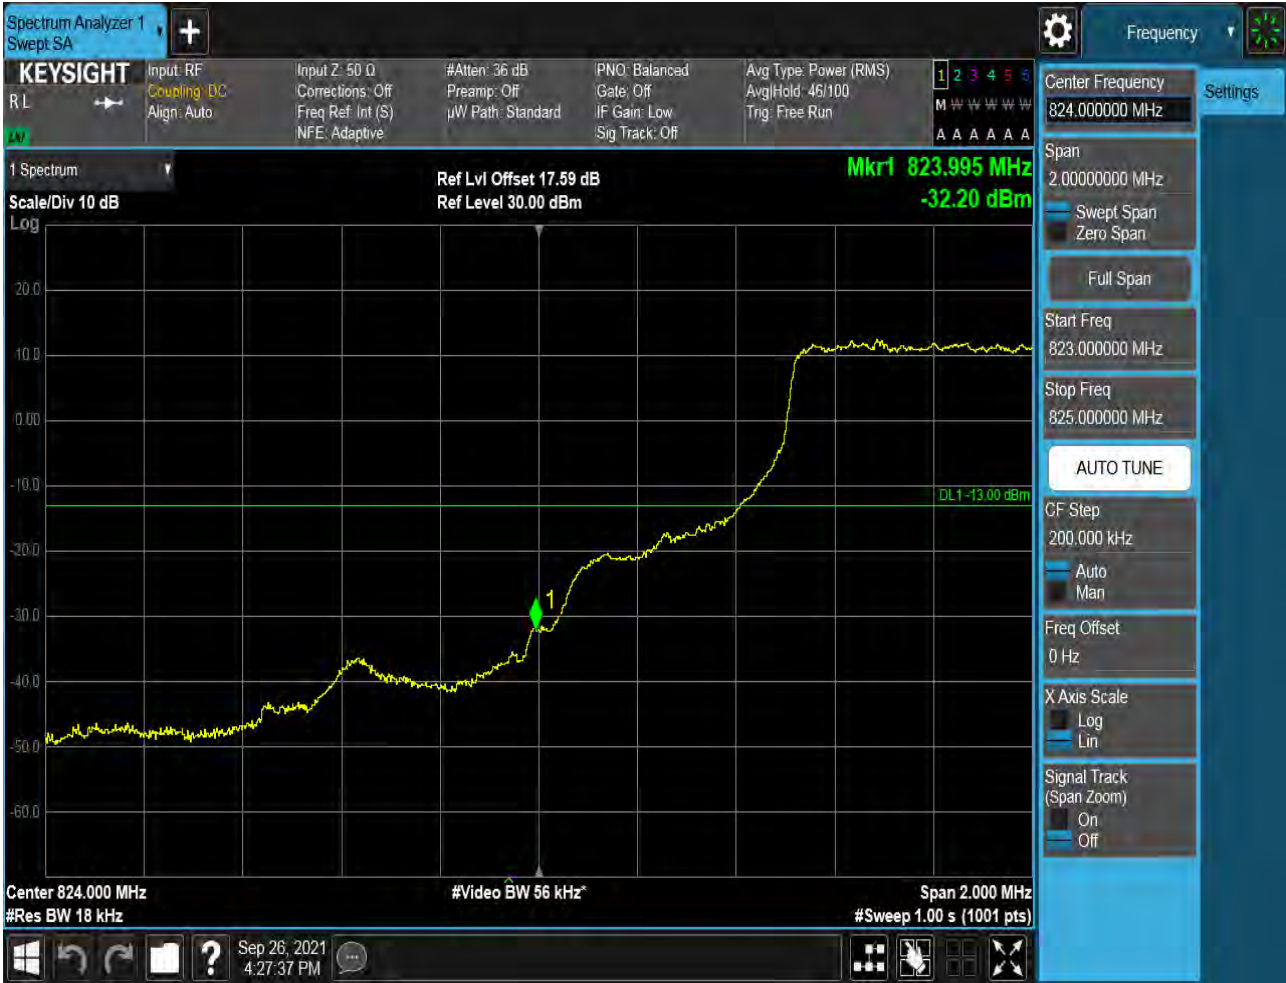 Spectrum Analyzer 1
Swept SA
+
Frequency
KEYSIGHT
R L
LXI
Input: RF
Coupling: DC
Align: Auto
Input Z: 50 Ω
Corrections: Off
Freq Ref: Int (S)
NFE: Adaptive
#Atten: 36 dB
Preamp: Off
µW Path: Standard
PNO: Balanced
Gate: Off
IF Gain: Low
Sig Track: Off
Avg Type: Power (RMS)
Avg|Hold: 46/100
Trig: Free Run
1 2 3 4 5 6
M W W W W W
A A A A A A
1 Spectrum
Scale/Div 10 dB
Log
Ref Lvl Offset 17.59 dB
Ref Level 30.00 dBm
Mkr1 823.995 MHz
-32.20 dBm
20.0
10.0
0.00
-10.0
-20.0
-30.0
-40.0
-50.0
-60.0
DL1 -13.00 dBm
1
Center 824.000 MHz
#Res BW 18 kHz
#Video BW 56 kHz*
Span 2.000 MHz
#Sweep 1.00 s (1001 pts)
Center Frequency
824.000000 MHz
Settings
Span
2.00000000 MHz
Swept Span
Zero Span
Full Span
Start Freq
823.000000 MHz
Stop Freq
825.000000 MHz
AUTO TUNE
CF Step
200.000 kHz
Auto
Man
Freq Offset
0 Hz
X Axis Scale
Log
Lin
Signal Track
(Span Zoom)
On
Off
?
Sep 26, 2021
4:27:37 PM